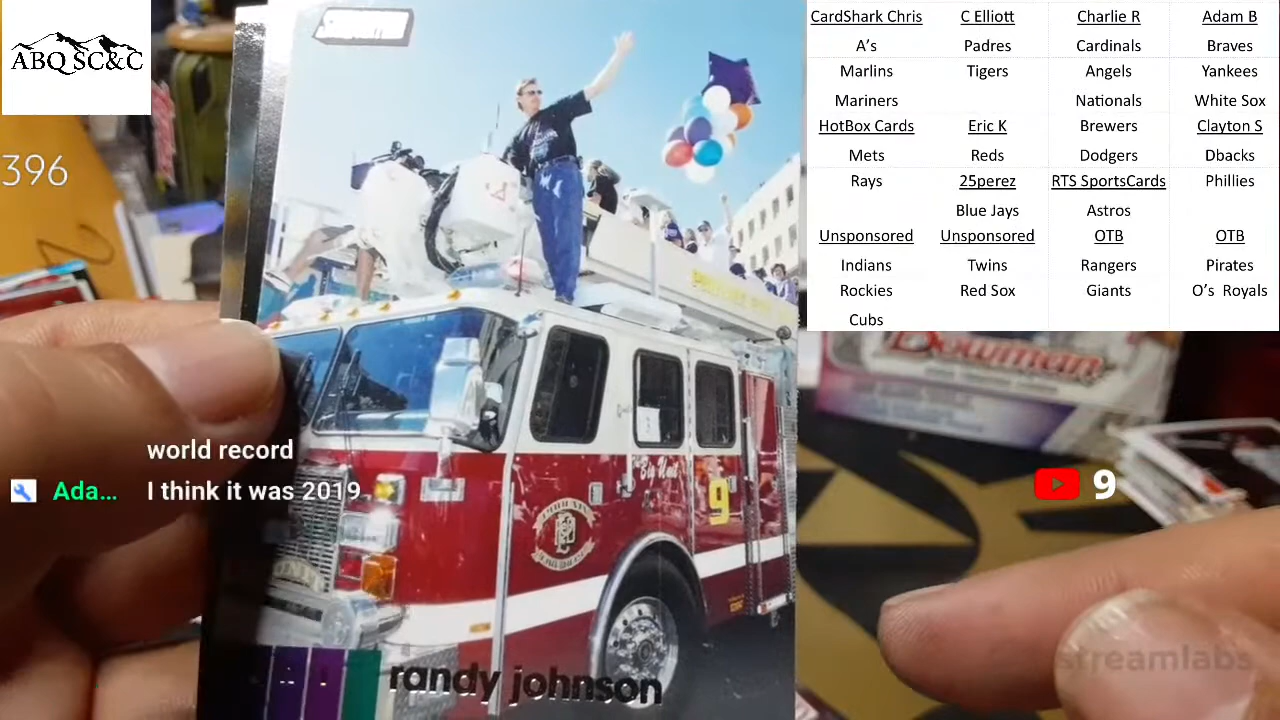 ABQ SC&C
396
CardShark Chris
A's
Marlins
Mariners
HotBox Cards
Mets
Rays
Unsponsored
Indians
Rockies
Cubs
C Elliott
Padres
Tigers
Eric K
Reds
25perez
Blue Jays
Unsponsored
Twins
Red Sox
Charlie R
Cardinals
Angels
Nationals
Brewers
Dodgers
RTS SportsCards
Astros
OTB
Rangers
Giants
Adam B
Braves
Yankees
White Sox
Clayton S
Dbacks
Phillies
OTB
Pirates
O's Royals
Bowman
Big Unit
9
PHOENIX
world record
Ada... I think it was 2019
9
randy johnson
streamlabs